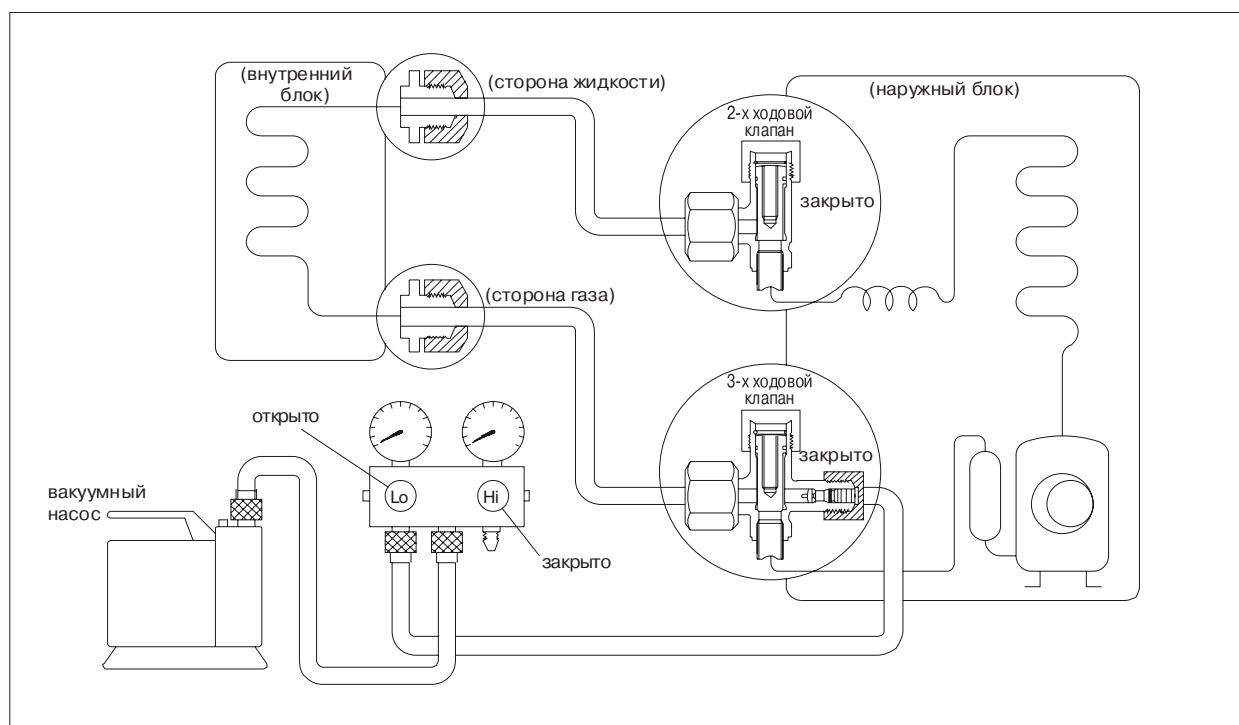 (внутренний
блок)
(сторона жидкости)
(наружный блок)
2-х ходовой
клапан
закрыто
(сторона газа)
3-х ходовой
клапан
закрыто
открыто
вакуумный
насос
Lo
Hi
закрыто